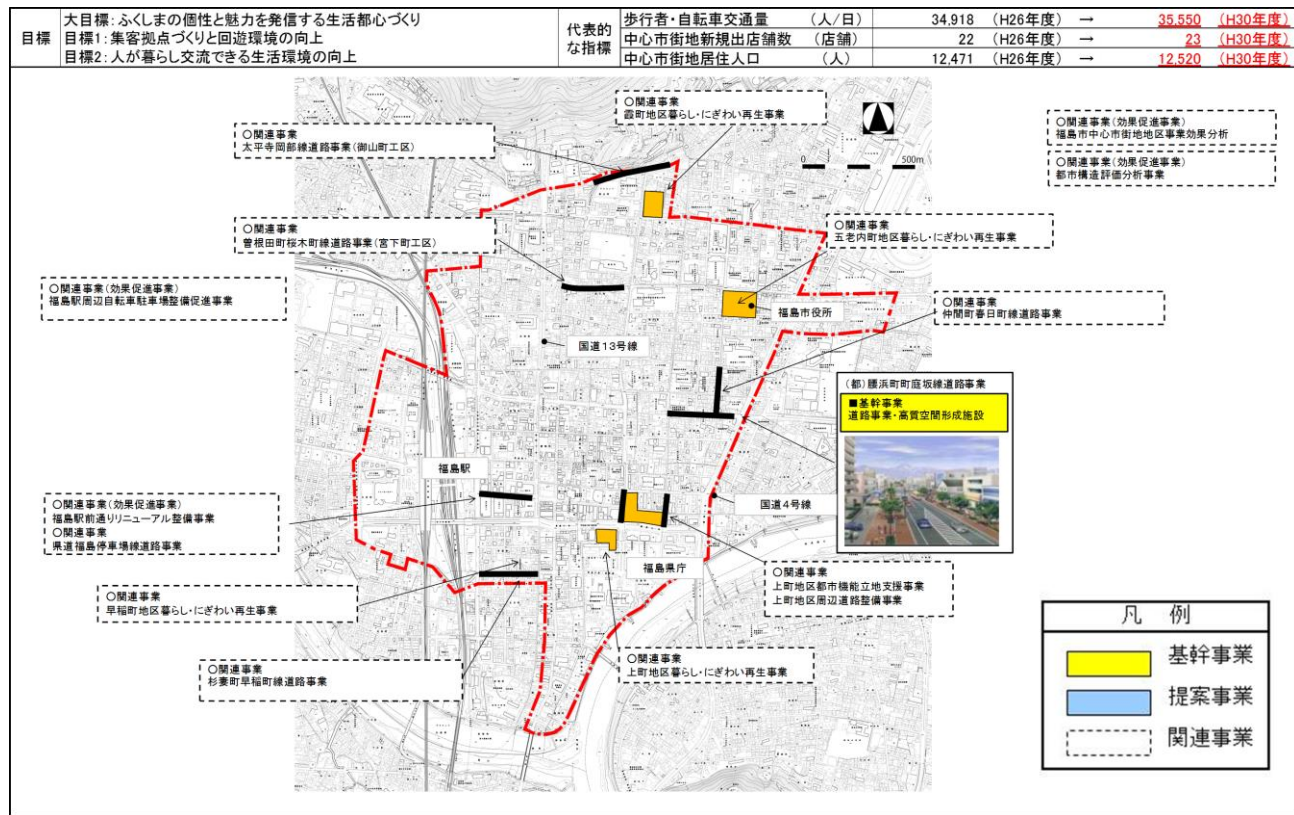 目標
大目標：ふくしまの個性と魅力を発信する生活都心づくり
目標1：集客拠点づくりと回遊環境の向上
目標2：人が暮らし交流できる生活環境の向上
代表的な指標
歩行者・自転車交通量 （人/日） 34,918 （H26年度） → 35,550 （H30年度）
中心市街地新規出店舗数 （店舗） 22 （H26年度） → 23 （H30年度）
中心市街地居住人口 （人） 12,471 （H26年度） → 12,520 （H30年度）
○関連事業
霞町地区暮らし・にぎわい再生事業
○関連事業
太平寺岡部線道路事業（御山町工区）
0 500m
○関連事業（効果促進事業）
福島市中心市街地地区事業効果分析
○関連事業（効果促進事業）
都市構造評価分析事業
○関連事業
曽根田町桜木町線道路事業（宮下町工区）
○関連事業
五老内町地区暮らし・にぎわい再生事業
○関連事業（効果促進事業）
福島駅周辺自転車駐車場整備促進事業
福島市役所
○関連事業
仲間町春日町線道路事業
国道13号線
（都）腰浜町町庭坂線道路事業
■基幹事業
道路事業・高質空間形成施設
福島駅
国道4号線
○関連事業（効果促進事業）
福島駅前通りリニューアル整備事業
○関連事業
県道福島停車場線道路事業
福島県庁
○関連事業
上町地区都市機能立地支援事業
上町地区周辺道路整備事業
○関連事業
早稲町地区暮らし・にぎわい再生事業
○関連事業
杉妻町早稲町線道路事業
○関連事業
上町地区暮らし・にぎわい再生事業
凡 例
基幹事業
提案事業
関連事業